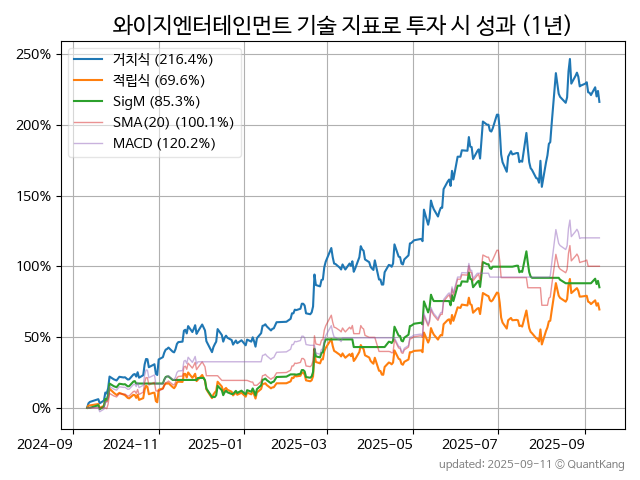 와이지엔터테인먼트 기술 지표로 투자 시 성과 (1년)
거치식 (216.4%)
적립식 (69.6%)
SigM (85.3%)
SMA(20) (100.1%)
MACD (120.2%)
250%
200%
150%
100%
50%
0%
2024-09 2024-11 2025-01 2025-03 2025-05 2025-07 2025-09
updated: 2025-09-11 © QuantKang